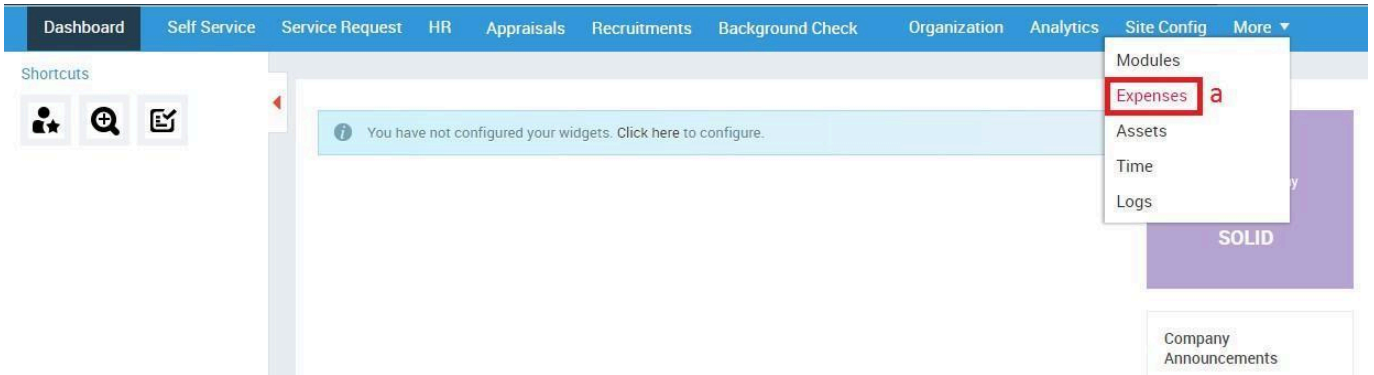 Dashboard Self Service Service Request HR Appraisals Recruitments Background Check Organization Analytics Site Config More
Shortcuts
Modules
Expenses a
Assets
Time
Logs
You have not configured your widgets. Click here to configure.
SOLID
Company
Announcements